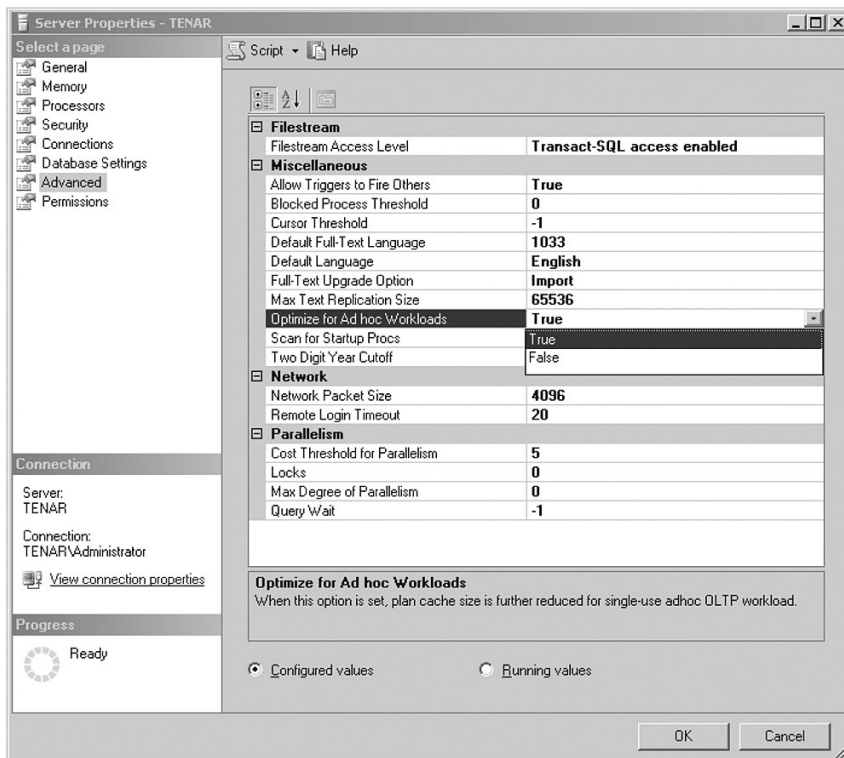 Server Properties - TENAR
Select a page
General
Memory
Processors
Security
Connections
Database Settings
Advanced
Permissions
Connection
Server:
TENAR
Connection:
TENAR\Administrator
View connection properties
Progress
Ready
Script Help
Filestream
Filestream Access Level Transact-SQL access enabled
Miscellaneous
Allow Triggers to Fire Others True
Blocked Process Threshold 0
Cursor Threshold -1
Default Full-Text Language 1033
Default Language English
Full-Text Upgrade Option Import
Max Text Replication Size 65536
Optimize for Ad hoc Workloads True
Scan for Startup Procs True
Two Digit Year Cutoff False
Network
Network Packet Size 4096
Remote Login Timeout 20
Parallelism
Cost Threshold for Parallelism 5
Locks 0
Max Degree of Parallelism 0
Query Wait -1
Optimize for Ad hoc Workloads
When this option is set, plan cache size is further reduced for single-use adhoc OLTP workload.
Configured values Running values
OK Cancel